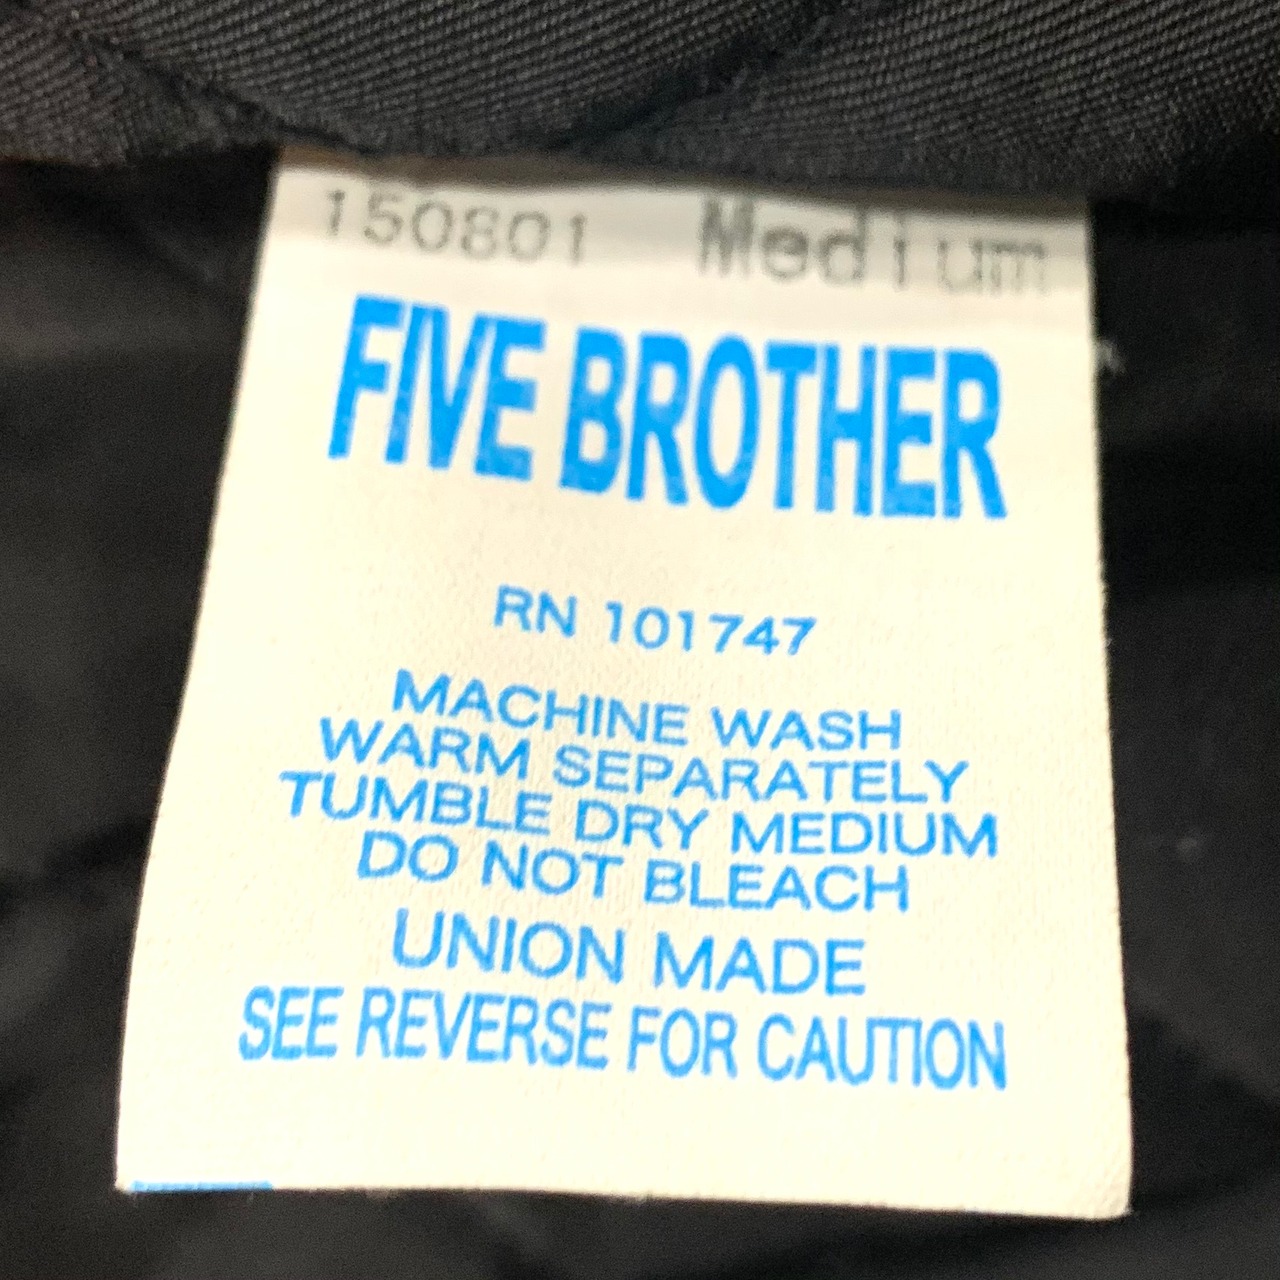 150801 Medium
FIVE BROTHER
RN 101747
MACHINE WASH
WARM SEPARATELY
TUMBLE DRY MEDIUM
DO NOT BLEACH
UNION MADE
SEE REVERSE FOR CAUTION